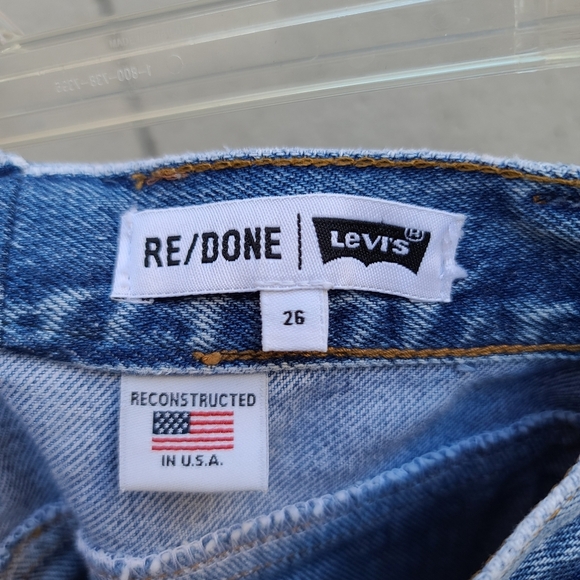 RE/DONE | LEVI'S ®
26
RECONSTRUCTED
IN U.S.A.